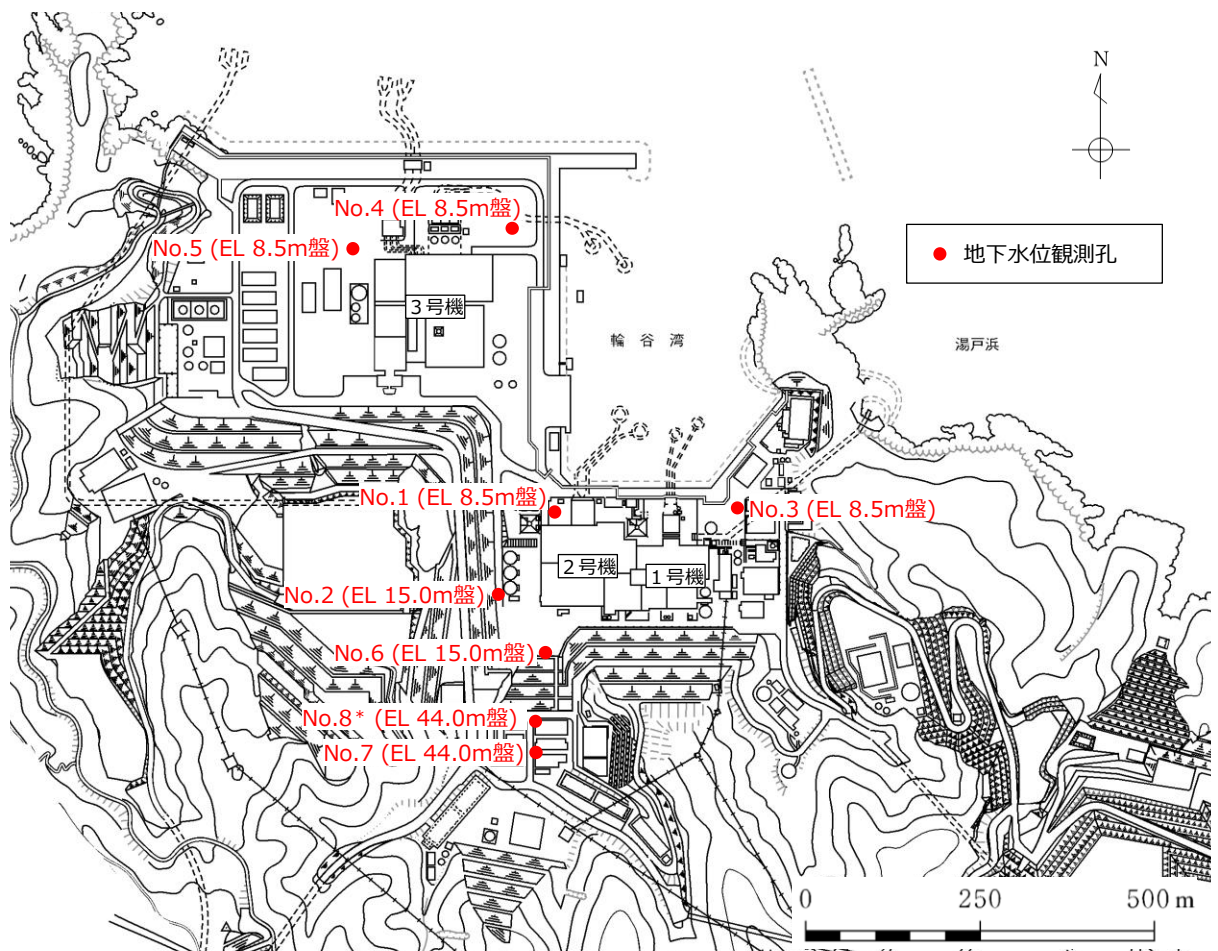 N
No.4 (EL 8.5m盤)
No.5 (EL 8.5m盤)
● 地下水位観測孔
3号機
輪谷湾
湯戸浜
No.1 (EL 8.5m盤)
No.3 (EL 8.5m盤)
2号機
1号機
No.2 (EL 15.0m盤)
No.6 (EL 15.0m盤)
No.8* (EL 44.0m盤)
No.7 (EL 44.0m盤)
0 250 500 m